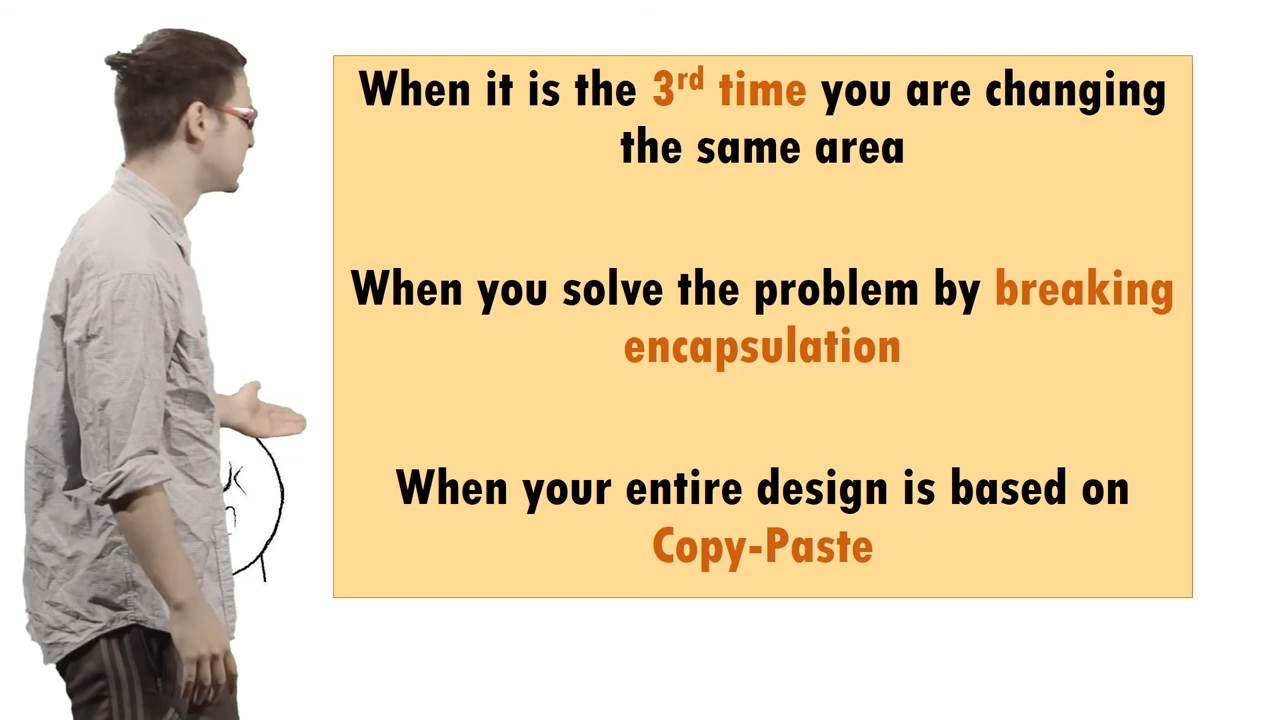 When it is the 3rd time you are changing
the same area
When you solve the problem by breaking
encapsulation
When your entire design is based on
Copy-Paste